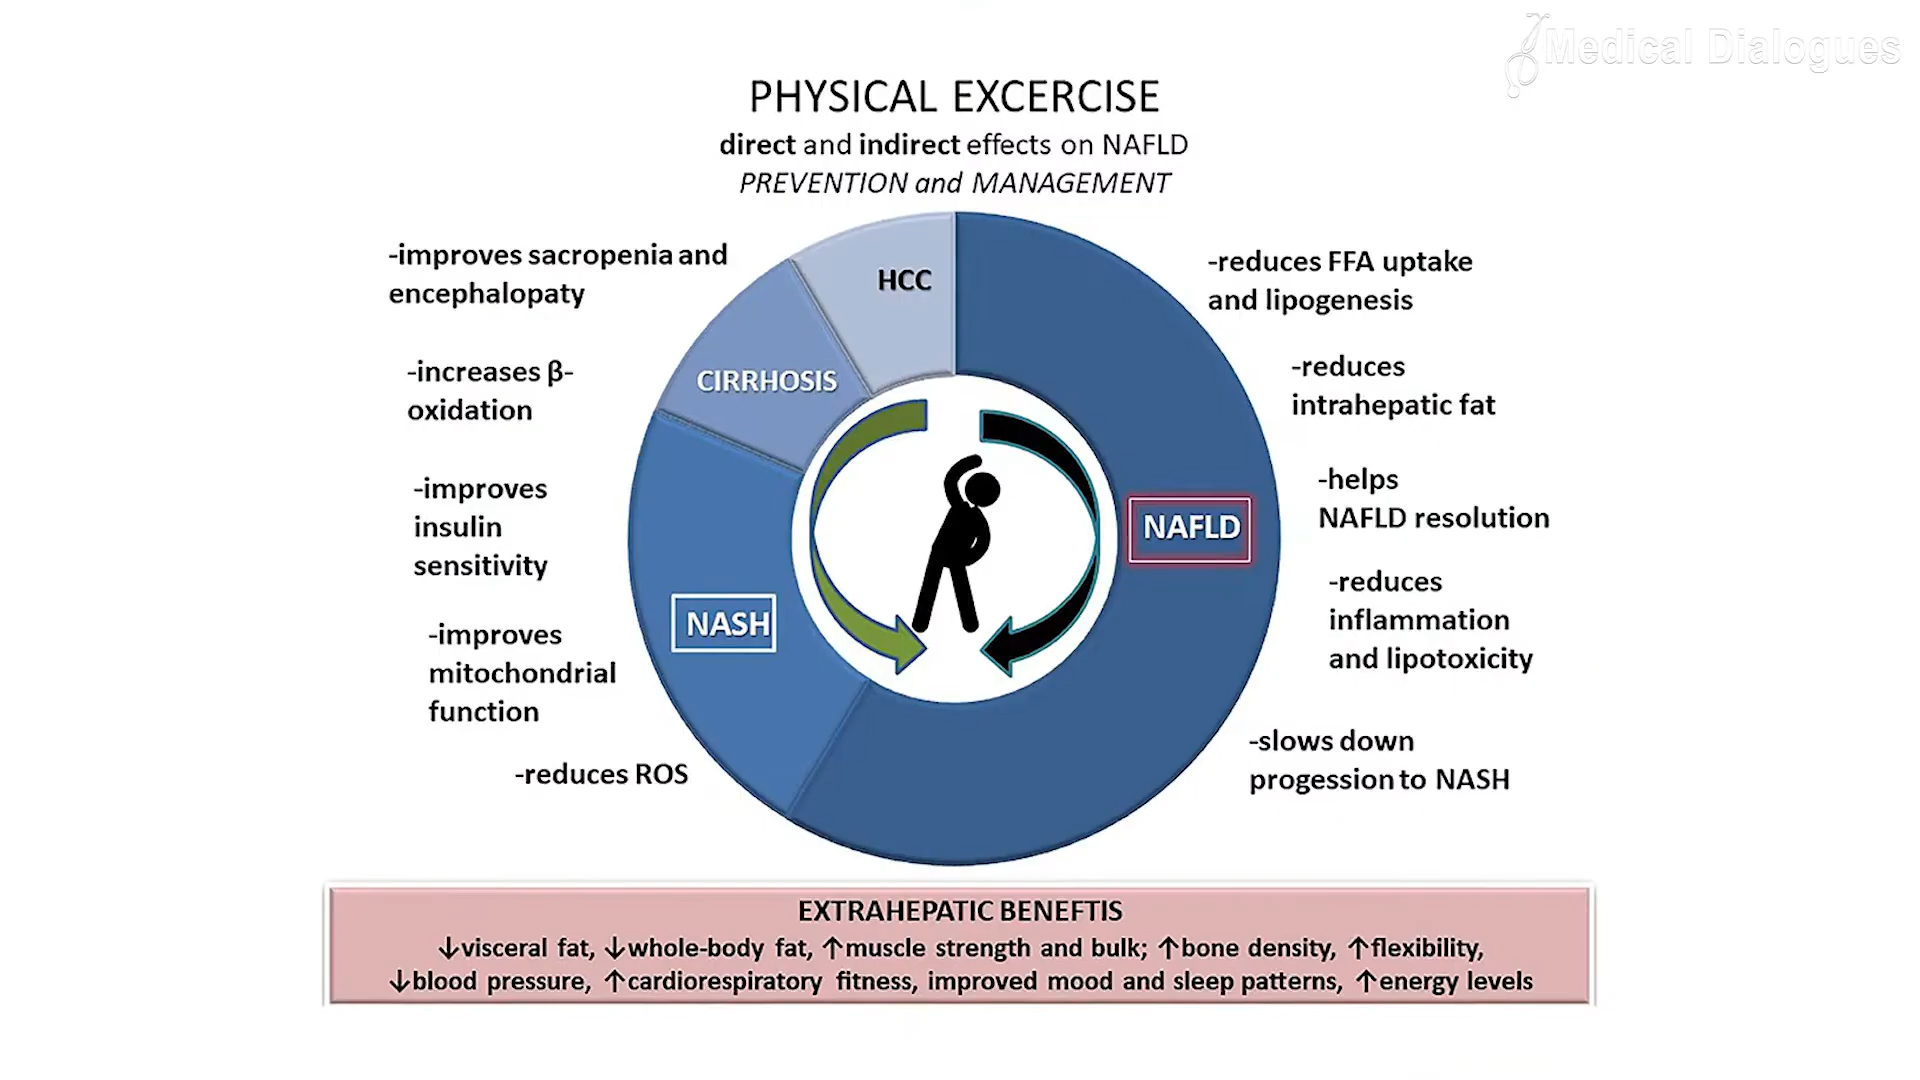 Medical Dialogues
PHYSICAL EXCERCISE
direct and indirect effects on NAFLD
PREVENTION and MANAGEMENT
-improves sacropenia and
encephalopaty
-increases β-
oxidation
-improves
insulin
sensitivity
-improves
mitochondrial
function
-reduces ROS
HCC
CIRRHOSIS
NASH
NAFLD
-reduces FFA uptake
and lipogenesis
-reduces
intrahepatic fat
-helps
NAFLD resolution
-reduces
inflammation
and lipotoxicity
-slows down
progession to NASH
EXTRAHEPATIC BENEFTIS
↓visceral fat, ↓whole-body fat, ↑muscle strength and bulk; ↑bone density, ↑flexibility,
↓blood pressure, ↑cardiorespiratory fitness, improved mood and sleep patterns, ↑energy levels